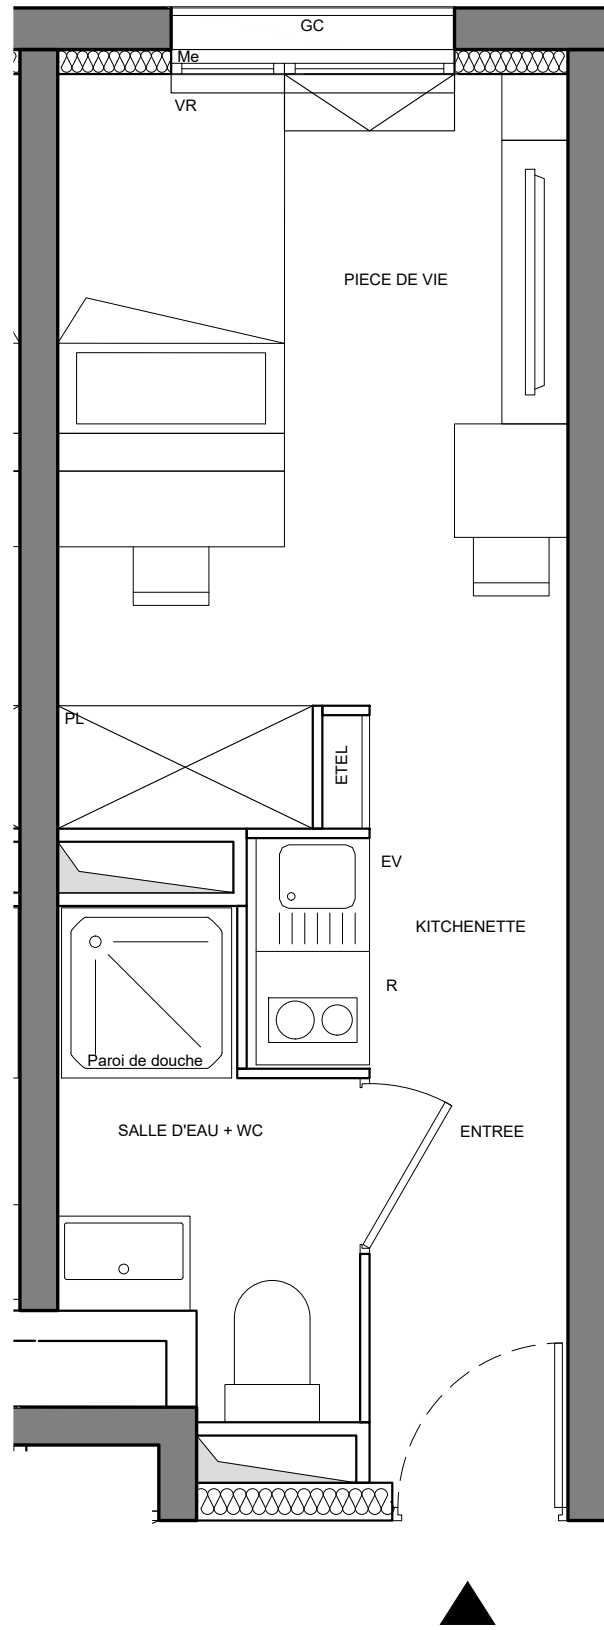 GC
Me
VR
PIECE DE VIE
PL
ETEL
EV
KITCHENETTE
R
Paroi de douche
SALLE D'EAU + WC
ENTREE